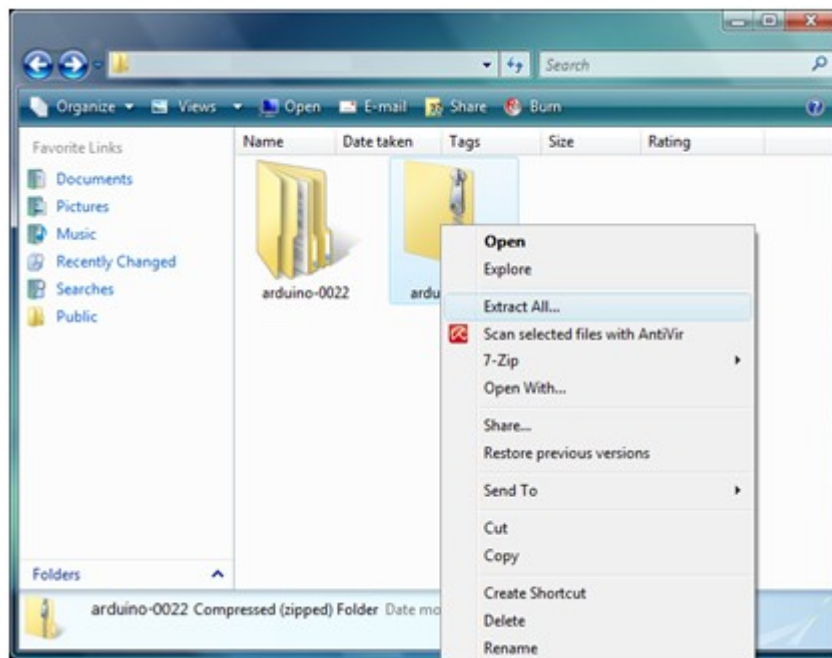 Search
Organize Views Open E-mail Share Burn
Favorite Links
Documents
Pictures
Music
Recently Changed
Searches
Public
Folders
Name Date taken Tags Size Rating
arduino-0022
ardu
Open
Explore
Extract All...
Scan selected files with AntiVir
7-Zip
Open With...
Share...
Restore previous versions
Send To
Cut
Copy
Create Shortcut
Delete
Rename
arduino-0022 Compressed (zipped) Folder Date mo